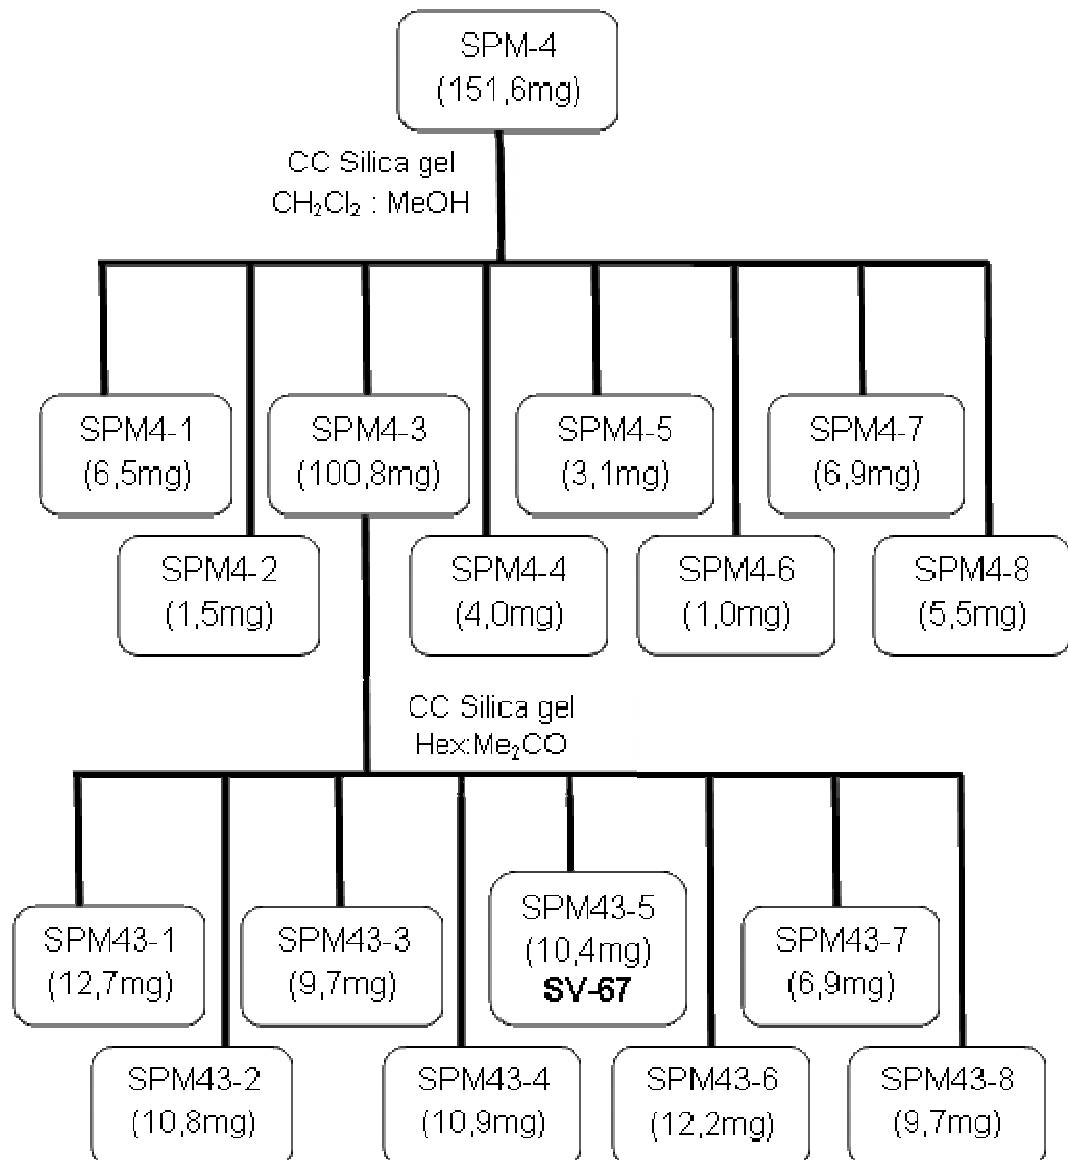 SPM-4
(151,6mg)
CC Silica gel
CH₂Cl₂ : MeOH
SPM4-1
(6,5mg)
SPM4-3
(100,8mg)
SPM4-5
(3,1mg)
SPM4-7
(6,9mg)
SPM4-2
(1,5mg)
SPM4-4
(4,0mg)
SPM4-6
(1,0mg)
SPM4-8
(5,5mg)
CC Silica gel
Hex:Me₂CO
SPM43-1
(12,7mg)
SPM43-3
(9,7mg)
SPM43-5
(10,4mg)
SV-67
SPM43-7
(6,9mg)
SPM43-2
(10,8mg)
SPM43-4
(10,9mg)
SPM43-6
(12,2mg)
SPM43-8
(9,7mg)